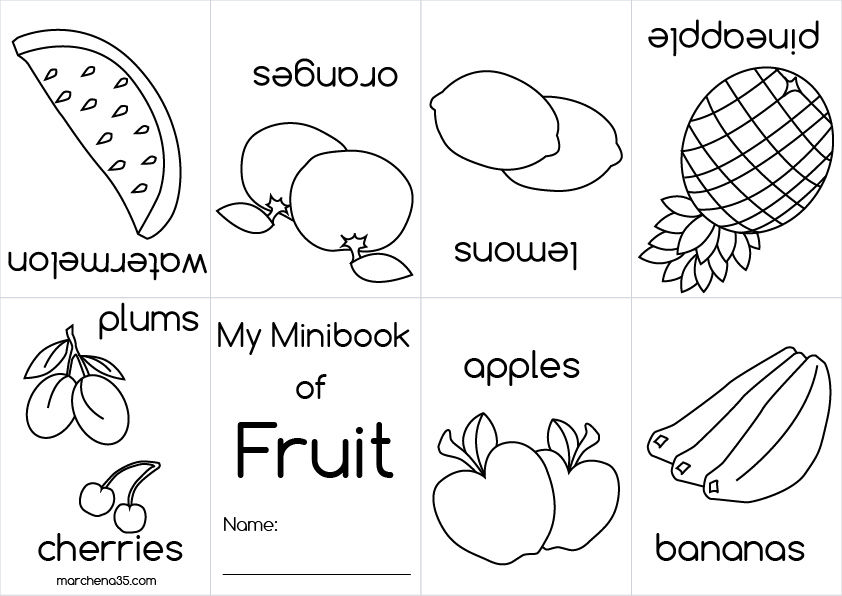 watermelon
oranges
lemons
pineapple
plums
cherries
marchena35.com
My Minibook
of
Fruit
Name:
apples
bananas